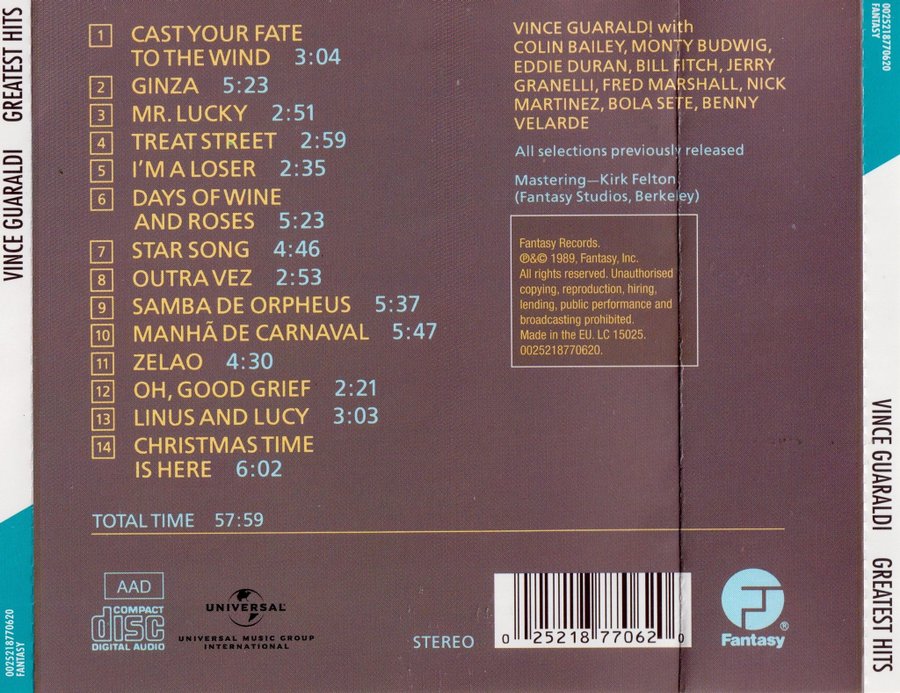 VINCE GUARALDI GREATEST HITS
0025218770620
FANTASY
1 CAST YOUR FATE
TO THE WIND 3:04
2 GINZA 5:23
3 MR. LUCKY 2:51
4 TREAT STREET 2:59
5 I'M A LOSER 2:35
6 DAYS OF WINE
AND ROSES 5:23
7 STAR SONG 4:46
8 OUTRA VEZ 2:53
9 SAMBA DE ORPHEUS 5:37
10 MANHÃ DE CARNAVAL 5:47
11 ZELAO 4:30
12 OH, GOOD GRIEF 2:21
13 LINUS AND LUCY 3:03
14 CHRISTMAS TIME
IS HERE 6:02
TOTAL TIME 57:59
VINCE GUARALDI with
COLIN BAILEY, MONTY BUDWIG,
EDDIE DURAN, BILL FITCH, JERRY
GRANELLI, FRED MARSHALL, NICK
MARTINEZ, BOLA SETE, BENNY
VELARDE
All selections previously released
Mastering—Kirk Felton
(Fantasy Studios, Berkeley)
Fantasy Records.
℗&© 1989, Fantasy, Inc.
All rights reserved. Unauthorised
copying, reproduction, hiring,
lending, public performance and
broadcasting prohibited.
Made in the EU. LC 15025.
0025218770620.
AAD
COMPACT
disc
DIGITAL AUDIO
UNIVERSAL
UNIVERSAL MUSIC GROUP
INTERNATIONAL
STEREO
0 25218 77062 0
Fantasy®
0025218770620
FANTASY
VINCE GUARALDI GREATEST HITS